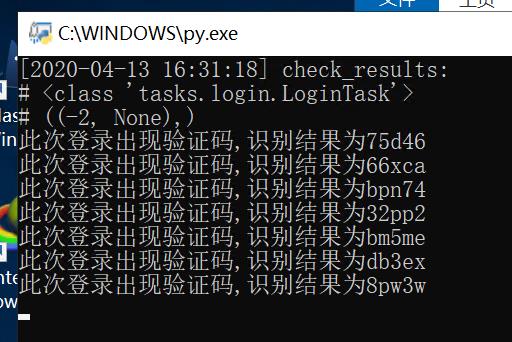 C:\WINDOWS\py.exe
[2020-04-13 16:31:18] check_results:
# <class 'tasks.login.LoginTask'>
# ((-2, None),)
此次登录出现验证码,识别结果为75d46
此次登录出现验证码,识别结果为66xca
此次登录出现验证码,识别结果为bpn74
此次登录出现验证码,识别结果为32pp2
此次登录出现验证码,识别结果为bm5me
此次登录出现验证码,识别结果为db3ex
此次登录出现验证码,识别结果为8pw3w